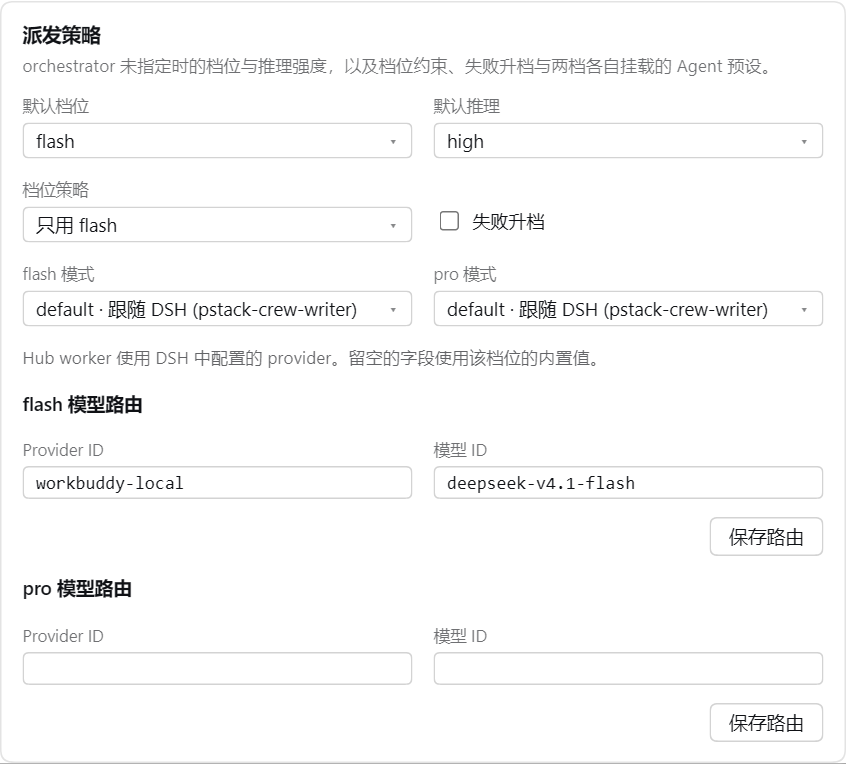 派发策略
orchestrator 未指定时的档位与推理强度，以及档位约束、失败升档与两档各自挂载的 Agent 预设。
默认档位
默认推理
flash
high
档位策略
只用 flash
失败升档
flash 模式
pro 模式
default · 跟随 DSH (pstack-crew-writer)
default · 跟随 DSH (pstack-crew-writer)
Hub worker 使用 DSH 中配置的 provider。留空的字段使用该档位的内置值。
flash 模型路由
Provider ID
模型 ID
workbuddy-local
deepseek-v4.1-flash
保存路由
pro 模型路由
Provider ID
模型 ID
保存路由